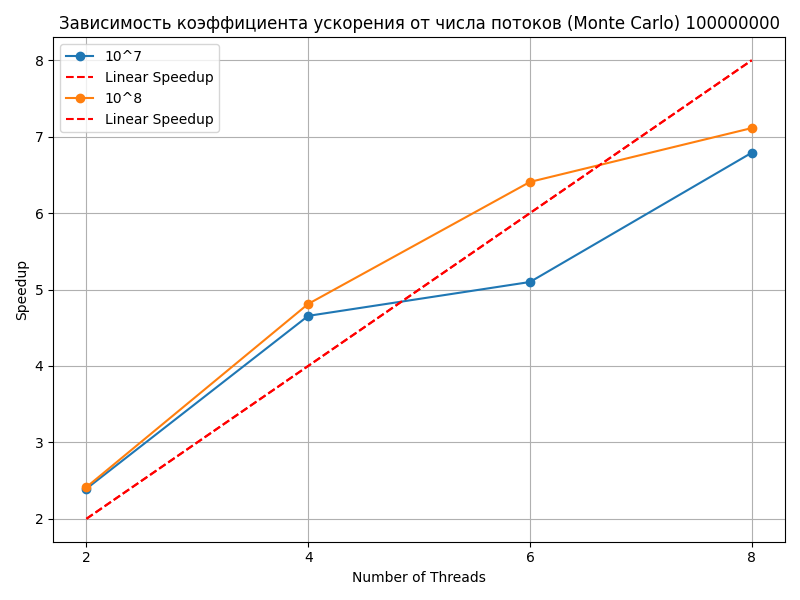 Зависимость коэффициента ускорения от числа потоков (Monte Carlo) 100000000
10^7
Linear Speedup
10^8
Linear Speedup
8
7
6
5
4
3
2
Speedup
2 4 6 8
Number of Threads